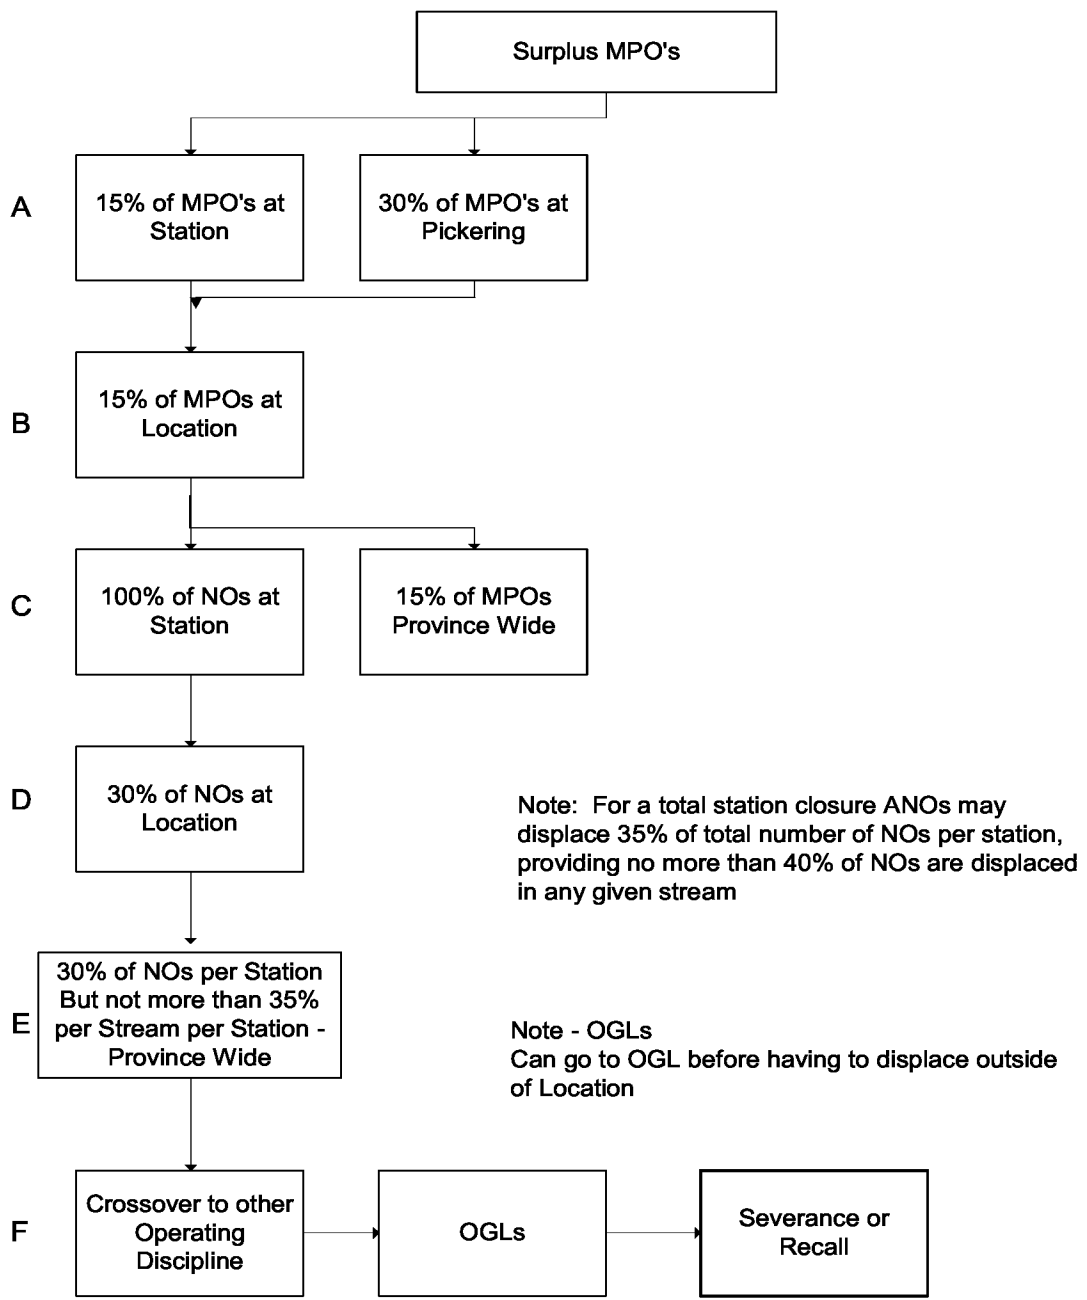 Surplus MPO's
A
15% of MPO's at
Station
30% of MPO's at
Pickering
B
15% of MPOs at
Location
C
100% of NOs at
Station
15% of MPOs
Province Wide
D
30% of NOs at
Location
Note: For a total station closure ANOs may
displace 35% of total number of NOs per station,
providing no more than 40% of NOs are displaced
in any given stream
E
30% of NOs per Station
But not more than 35%
per Stream per Station -
Province Wide
Note - OGLs
Can go to OGL before having to displace outside
of Location
F
Crossover to other
Operating
Discipline
OGLs
Severance or
Recall